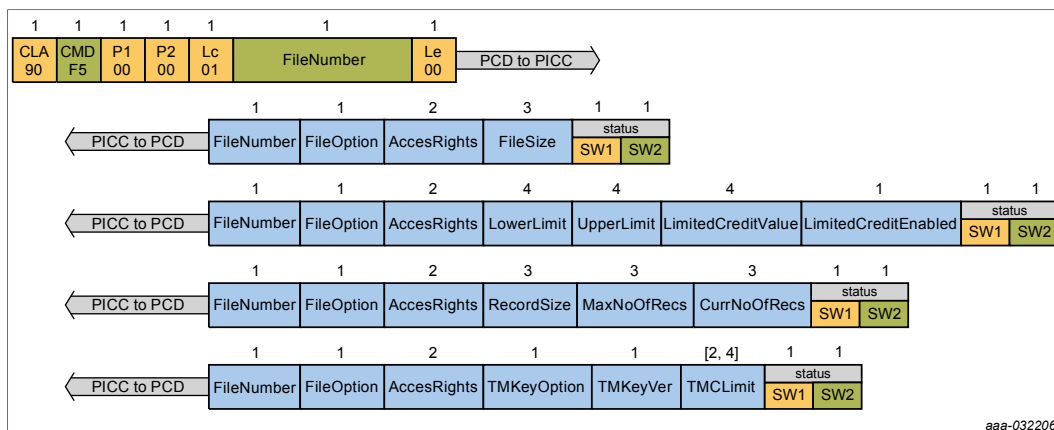 1 1 1 1 1 1 1
CLA CMD P1 P2 Lc FileNumber Le
90 F5 00 00 01 00
PCD to PICC
1 1 2 3 1 1
PICC to PCD FileNumber FileOption AccesRights FileSize status
SW1 SW2
1 1 2 4 4 4 1 1 1
PICC to PCD FileNumber FileOption AccesRights LowerLimit UpperLimit LimitedCreditValue LimitedCreditEnabled status
SW1 SW2
1 1 2 3 3 3 1 1
PICC to PCD FileNumber FileOption AccesRights RecordSize MaxNoOfRecs CurrNoOfRecs status
SW1 SW2
1 1 2 1 1 [2, 4] 1 1
PICC to PCD FileNumber FileOption AccesRights TMKeyOption TMKeyVer TMCLimit status
SW1 SW2
aaa-032206